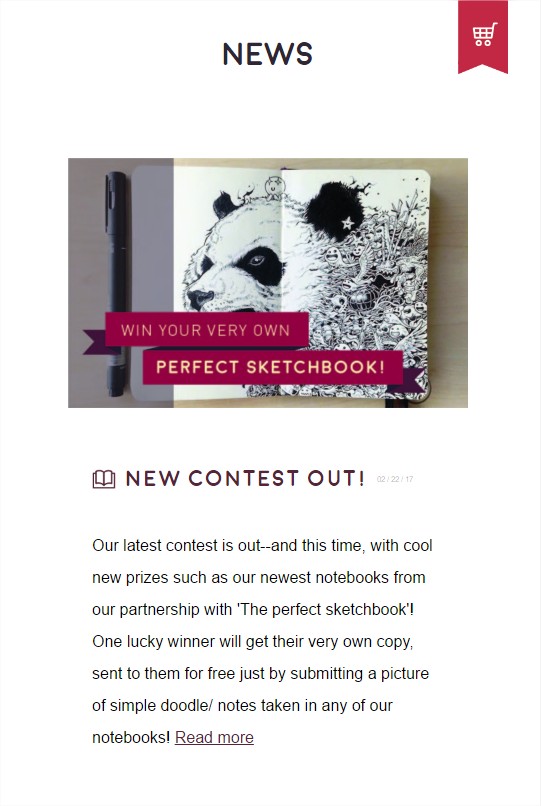 NEWS
WIN YOUR VERY OWN
PERFECT SKETCHBOOK!
NEW CONTEST OUT! 02 / 22 / 17
Our latest contest is out--and this time, with cool
new prizes such as our newest notebooks from
our partnership with 'The perfect sketchbook'!
One lucky winner will get their very own copy,
sent to them for free just by submitting a picture
of simple doodle/ notes taken in any of our
notebooks! Read more